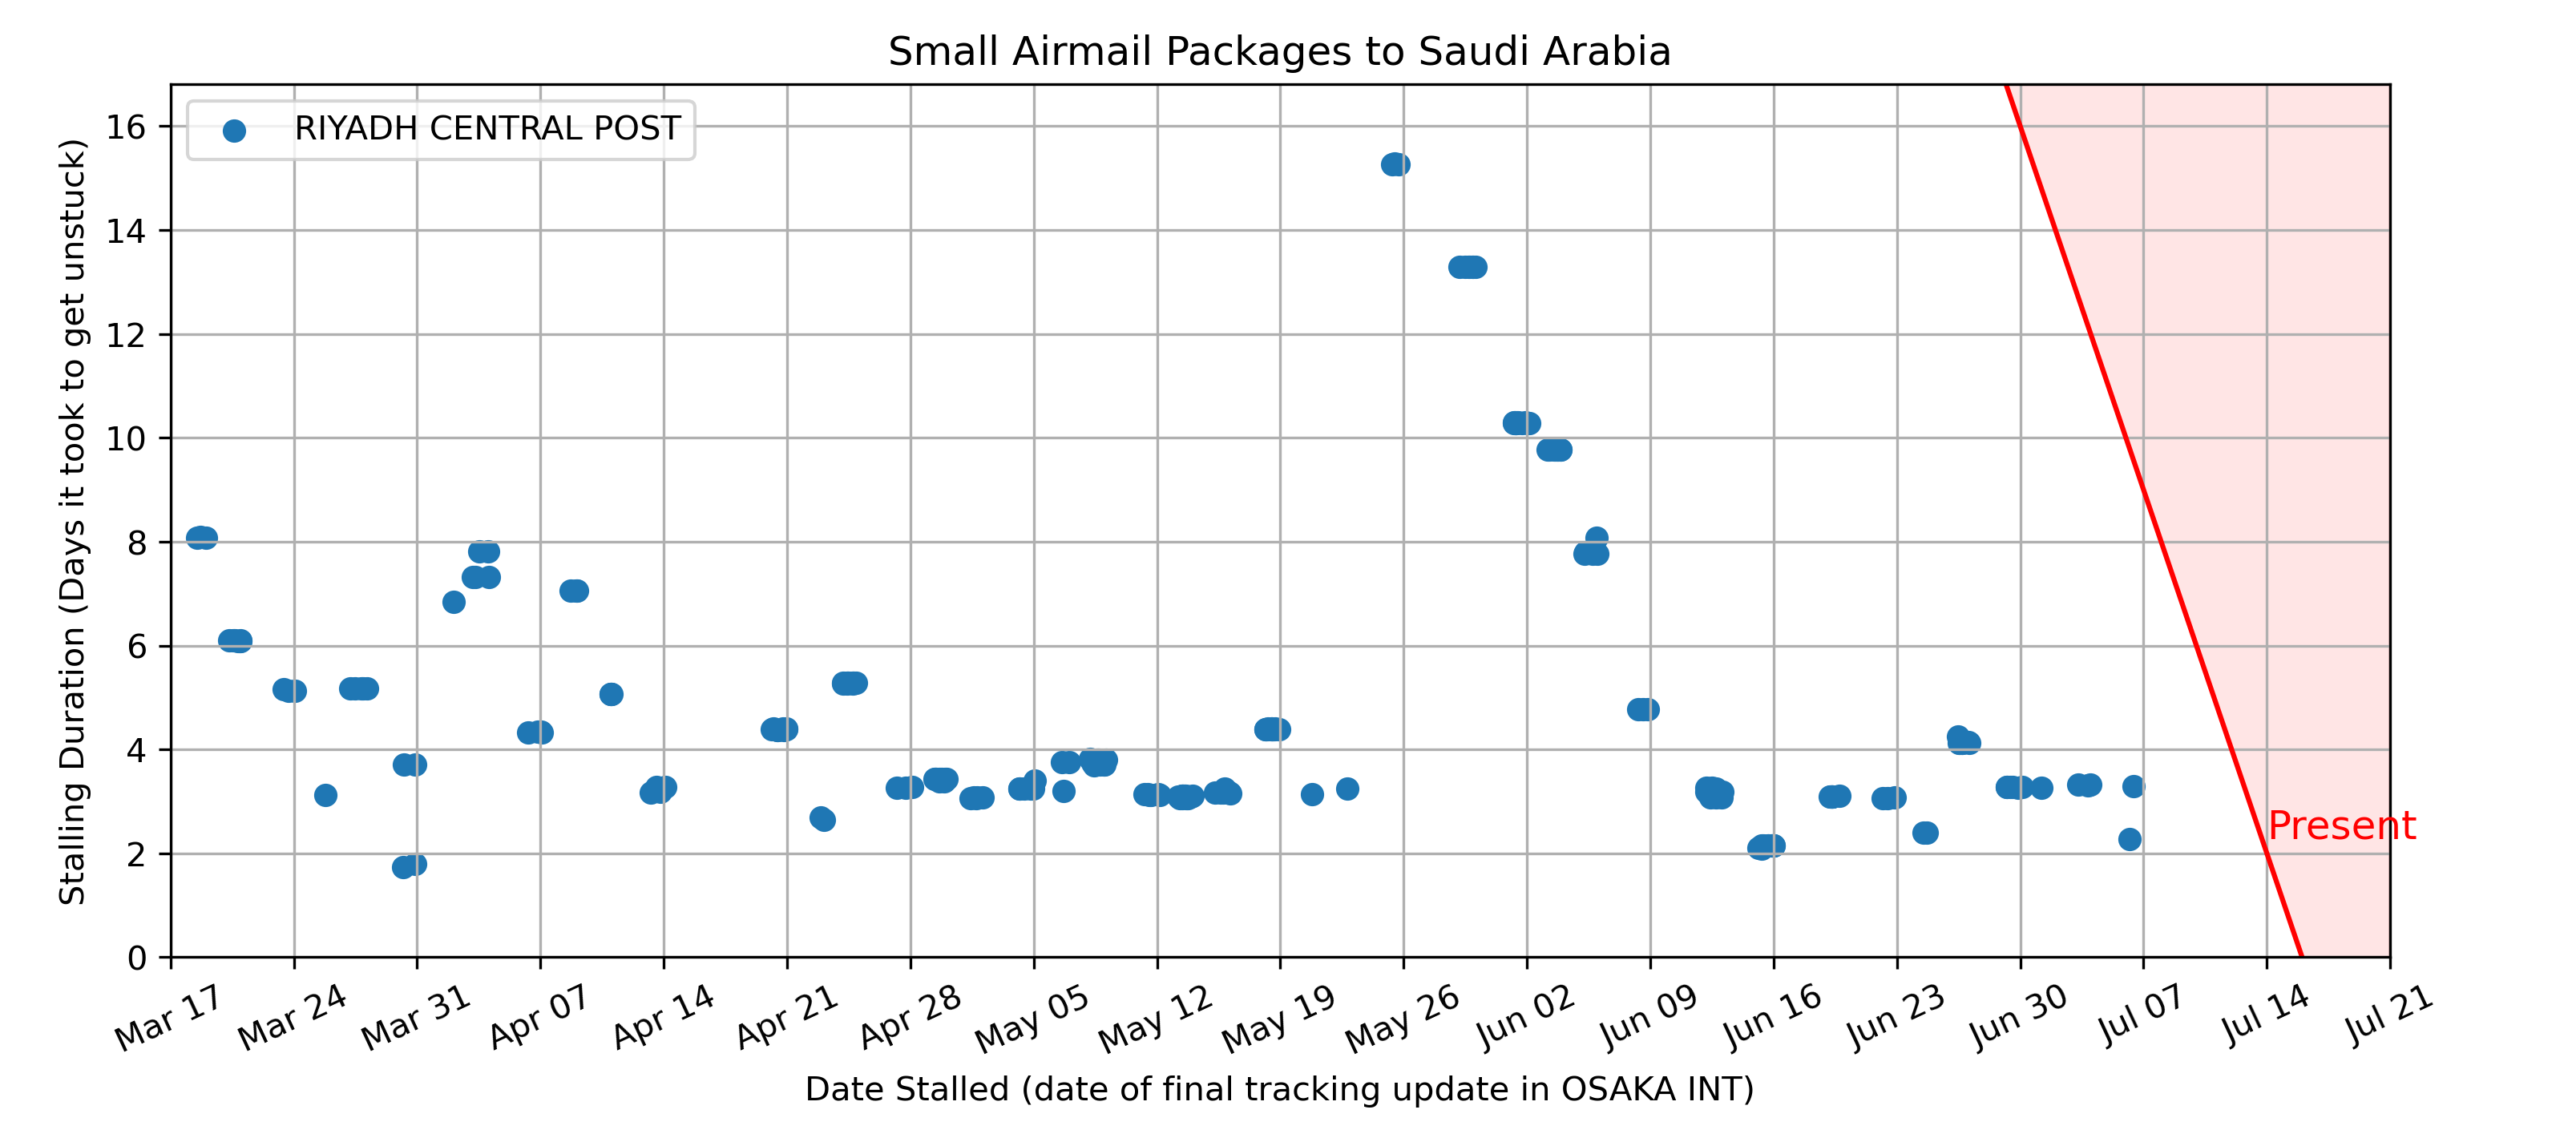 Small Airmail Packages to Saudi Arabia
RIYADH CENTRAL POST
Stalling Duration (Days it took to get unstuck)
16
14
12
10
8
6
4
2
0
Present
Mar 17 Mar 24 Mar 31 Apr 07 Apr 14 Apr 21 Apr 28 May 05 May 12 May 19 May 26 Jun 02 Jun 09 Jun 16 Jun 23 Jun 30 Jul 07 Jul 14 Jul 21
Date Stalled (date of final tracking update in OSAKA INT)